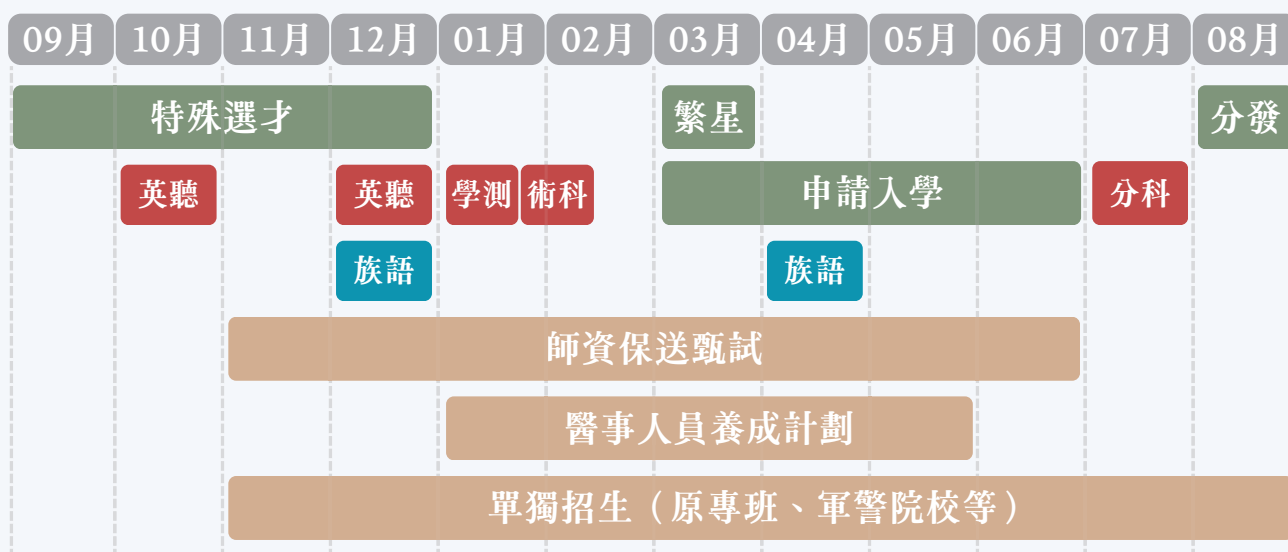 09月 10月 11月 12月 01月 02月 03月 04月 05月 06月 07月 08月
特殊選才 繁星 分發
英聽 英聽 學測 術科 申請入學 分科
族語 族語
師資保送甄試
醫事人員養成計劃
單獨招生（原專班、軍警院校等）